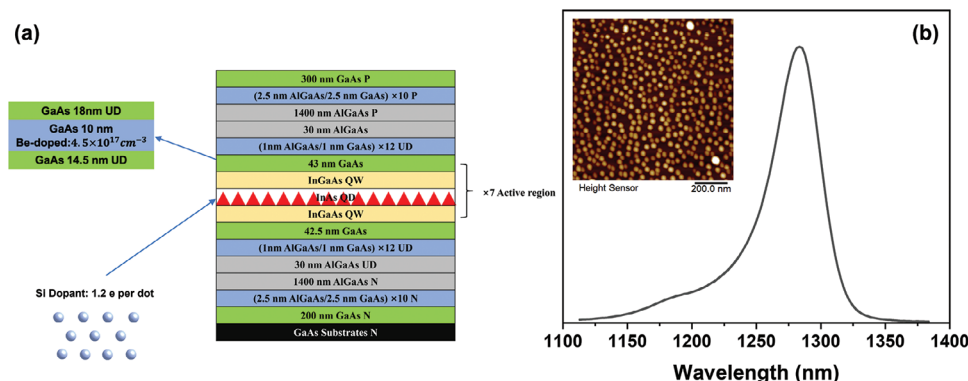 (a)
GaAs 18nm UD
GaAs 10 nm
Be-doped:4.5×10¹⁷cm⁻³
GaAs 14.5 nm UD
Si Dopant: 1.2 e per dot
300 nm GaAs P
(2.5 nm AlGaAs/2.5 nm GaAs) ×10 P
1400 nm AlGaAs P
30 nm AlGaAs
(1nm AlGaAs/1 nm GaAs) ×12 UD
43 nm GaAs
InGaAs QW
InAs QD
InGaAs QW
42.5 nm GaAs
(1nm AlGaAs/1 nm GaAs) ×12 UD
30 nm AlGaAs UD
1400 nm AlGaAs N
(2.5 nm AlGaAs/2.5 nm GaAs) ×10 N
200 nm GaAs N
GaAs Substrates N
×7 Active region
(b)
Height Sensor
200.0 nm
1100 1150 1200 1250 1300 1350 1400
Wavelength (nm)